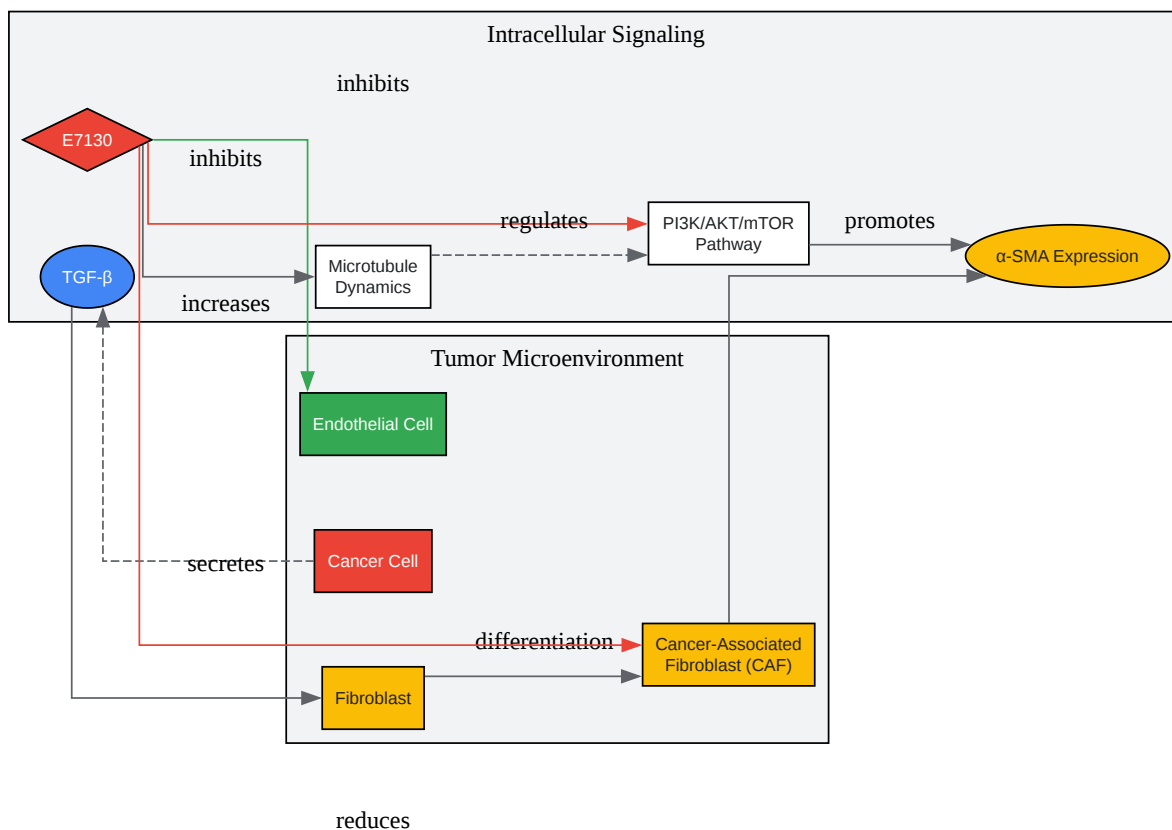 Intracellular Signaling
inhibits
E7130
inhibits
regulates
PI3K/AKT/mTOR
Pathway
promotes
α-SMA Expression
TGF-β
Microtubule
Dynamics
increases
Tumor Microenvironment
Endothelial Cell
secretes
Cancer Cell
differentiation
Cancer-Associated
Fibroblast (CAF)
Fibroblast
reduces